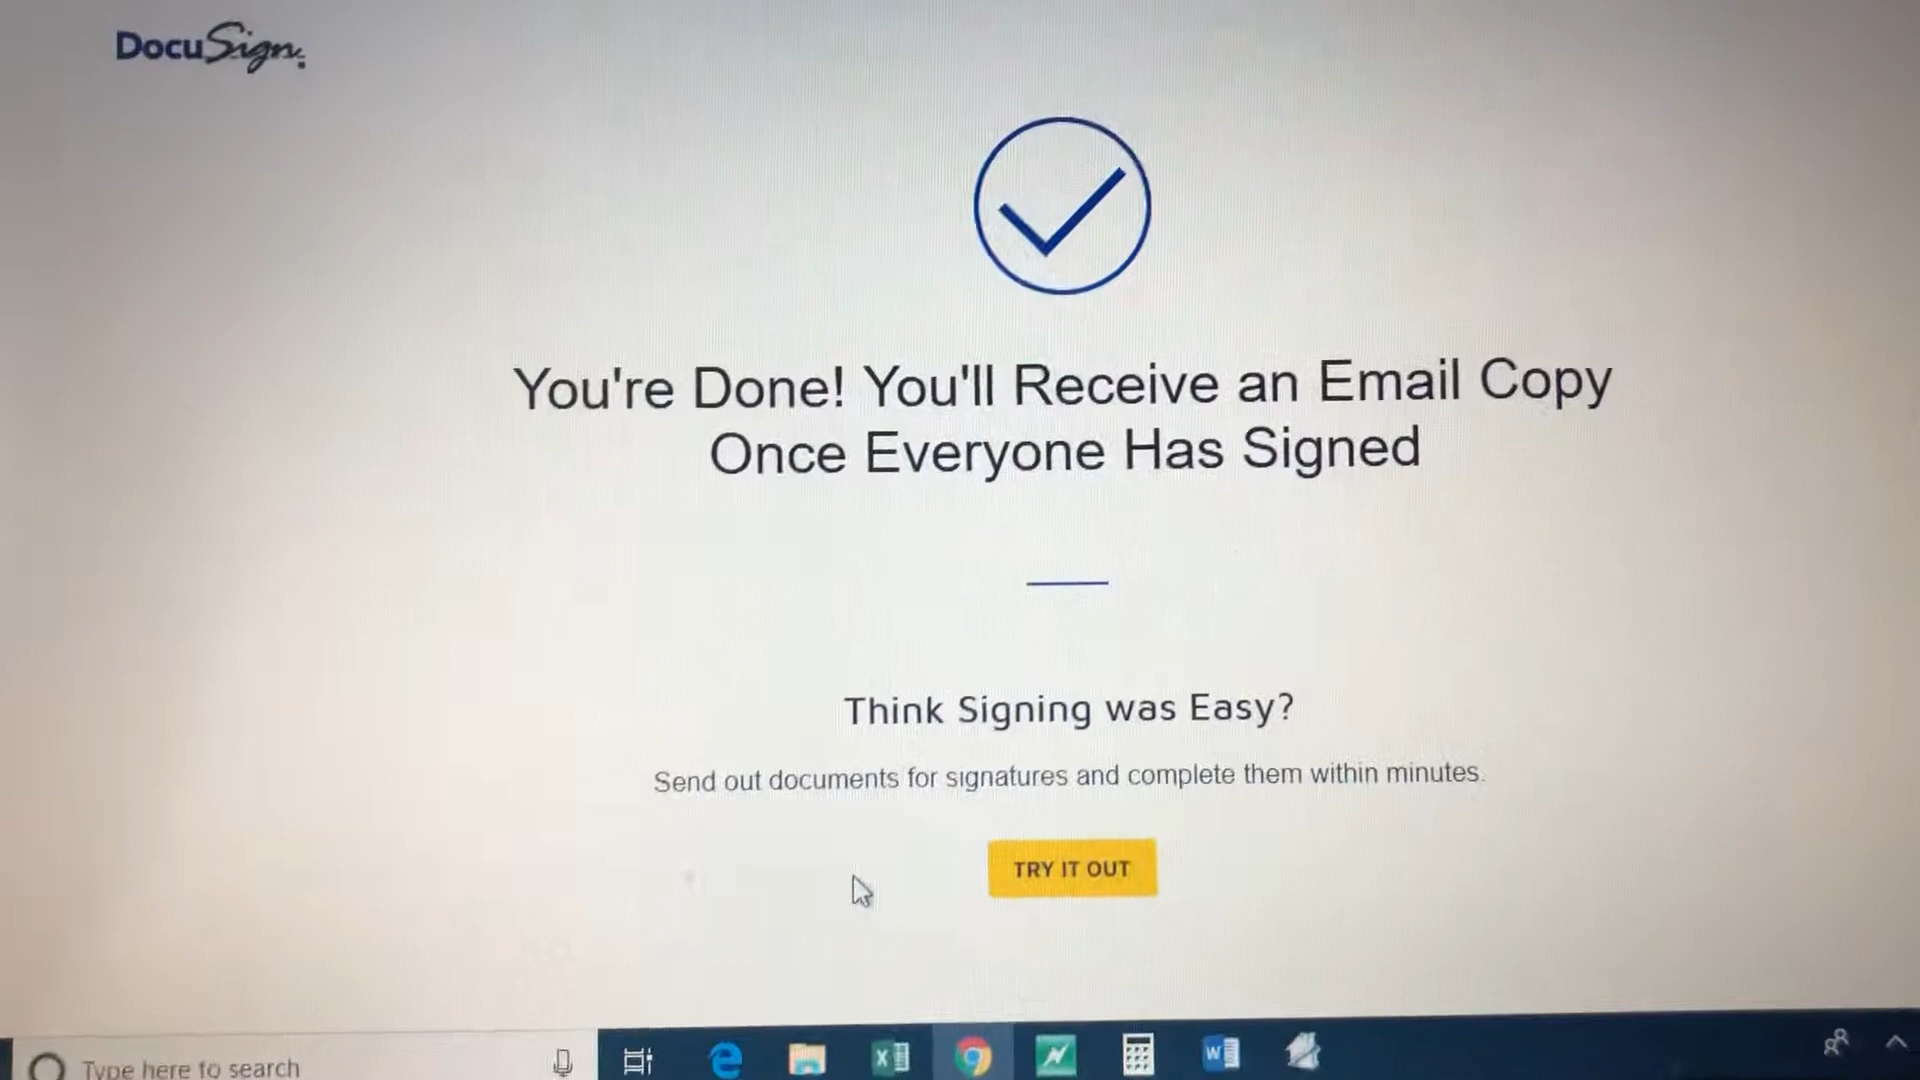 DocuSign
You're Done! You'll Receive an Email Copy
Once Everyone Has Signed
Think Signing was Easy?
Send out documents for signatures and complete them within minutes.
TRY IT OUT
Type here to search